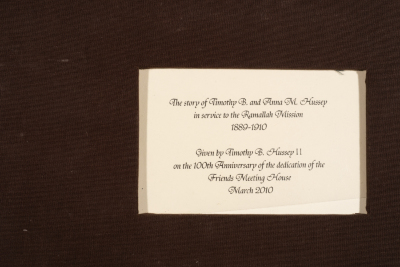 The story of Timothy B. and Anna M. Hussey
in service to the Ramallah Mission
1889-1910
Given by Timothy B. Hussey II
on the 100th Anniversary of the dedication of the
Friends Meeting House
March 2010